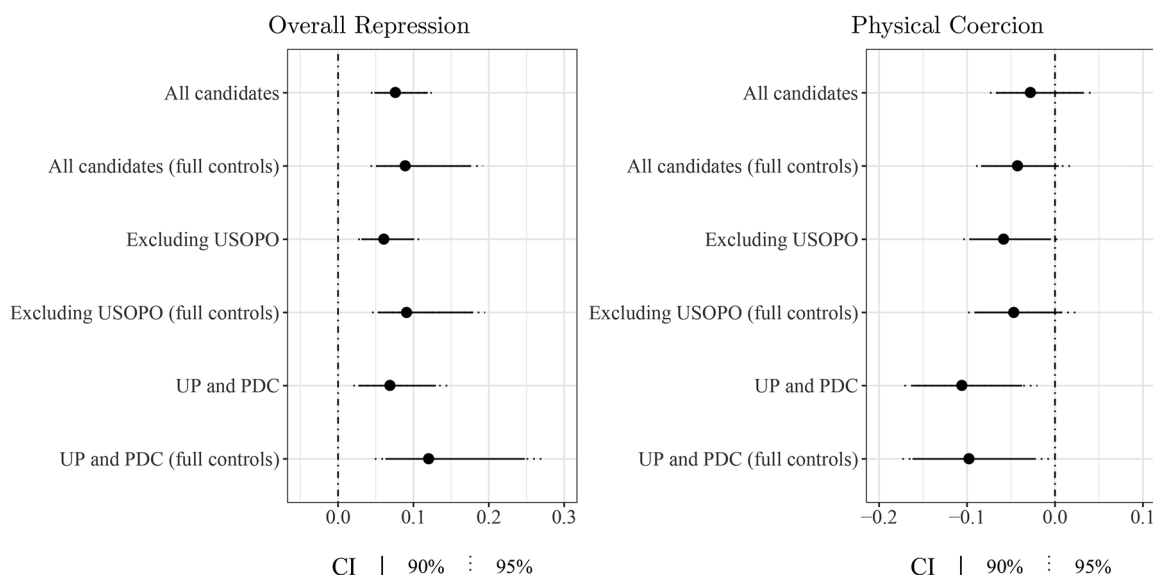 Overall Repression
All candidates
All candidates (full controls)
Excluding USOPO
Excluding USOPO (full controls)
UP and PDC
UP and PDC (full controls)
0.0 0.1 0.2 0.3
CI 90% 95%
Physical Coercion
All candidates
All candidates (full controls)
Excluding USOPO
Excluding USOPO (full controls)
UP and PDC
UP and PDC (full controls)
−0.2 −0.1 0.0 0.1
CI 90% 95%